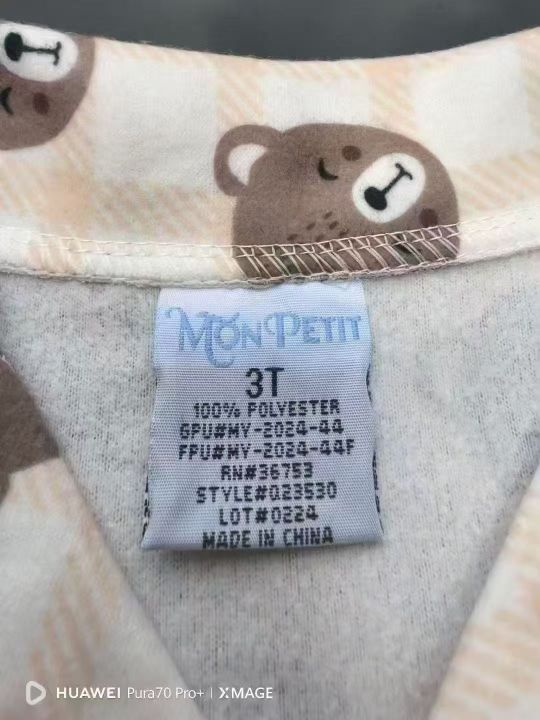 MON PETIT
3T
100% POLYESTER
GPU#MY-2024-44
FPU#MY-2024-44F
RN#36753
STYLE#Q23530
LOT#0224
MADE IN CHINA
HUAWEI Pura70 Pro+ | XMAGE